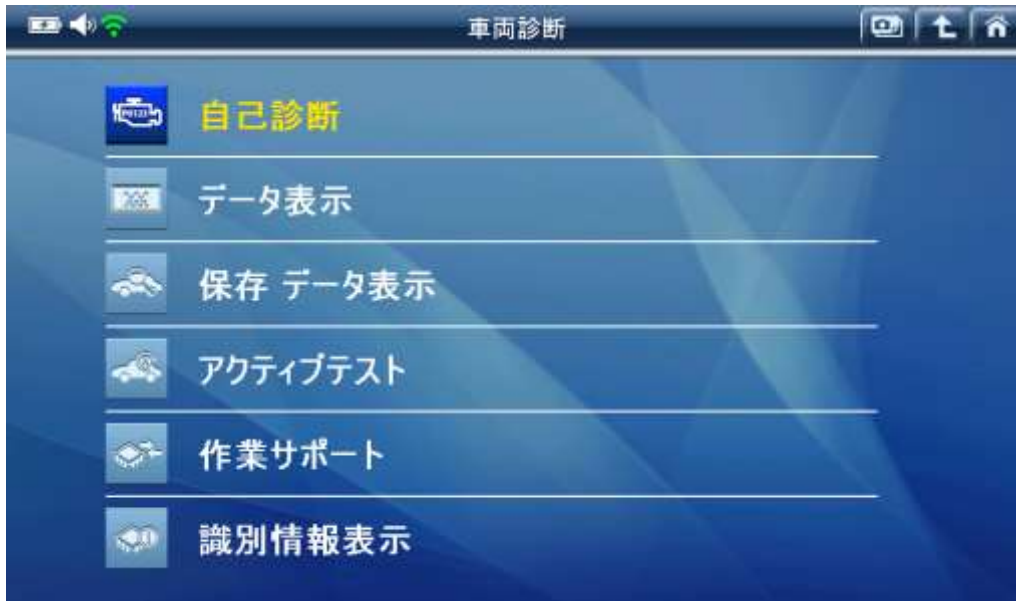 車両診断
自己診断
データ表示
保存 データ表示
アクティブテスト
作業サポート
識別情報表示